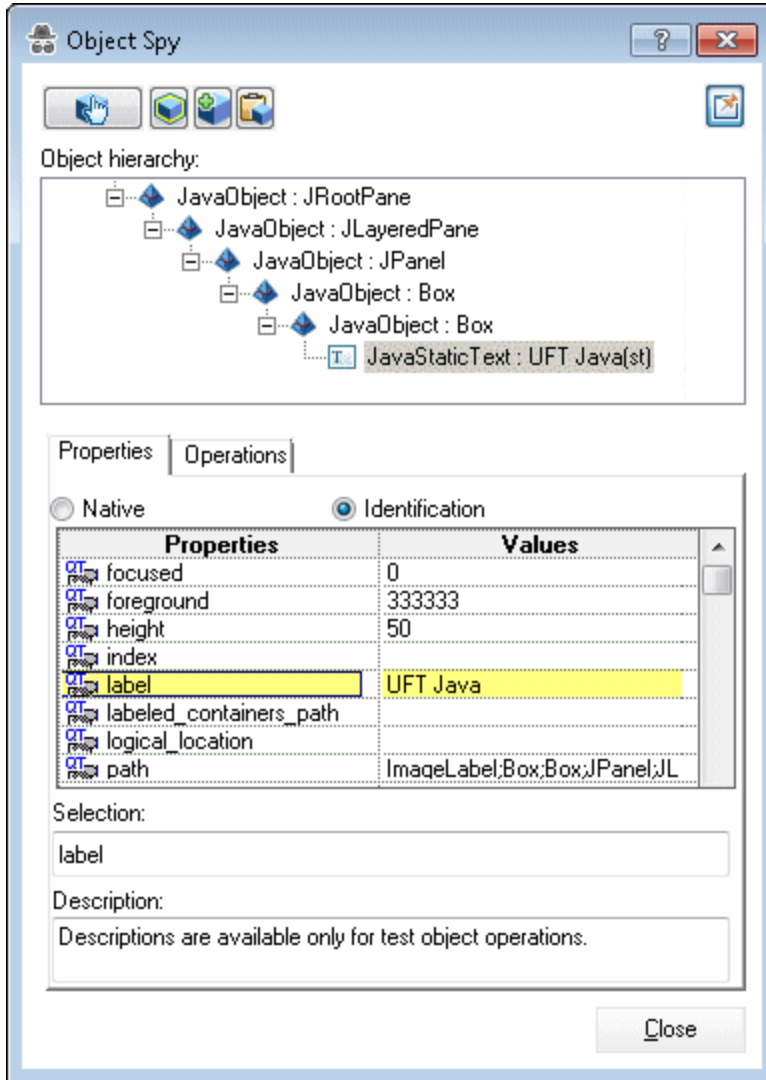 Object Spy
Object hierarchy:
JavaObject : JRootPane
JavaObject : JLayeredPane
JavaObject : JPanel
JavaObject : Box
JavaObject : Box
JavaStaticText : UFT Java(st)
Properties Operations
Native Identification
Properties Values
focused 0
foreground 333333
height 50
index
label UFT Java
labeled_containers_path
logical_location
path ImageLabel;Box;Box;JPanel;JL
Selection:
label
Description:
Descriptions are available only for test object operations.
Close